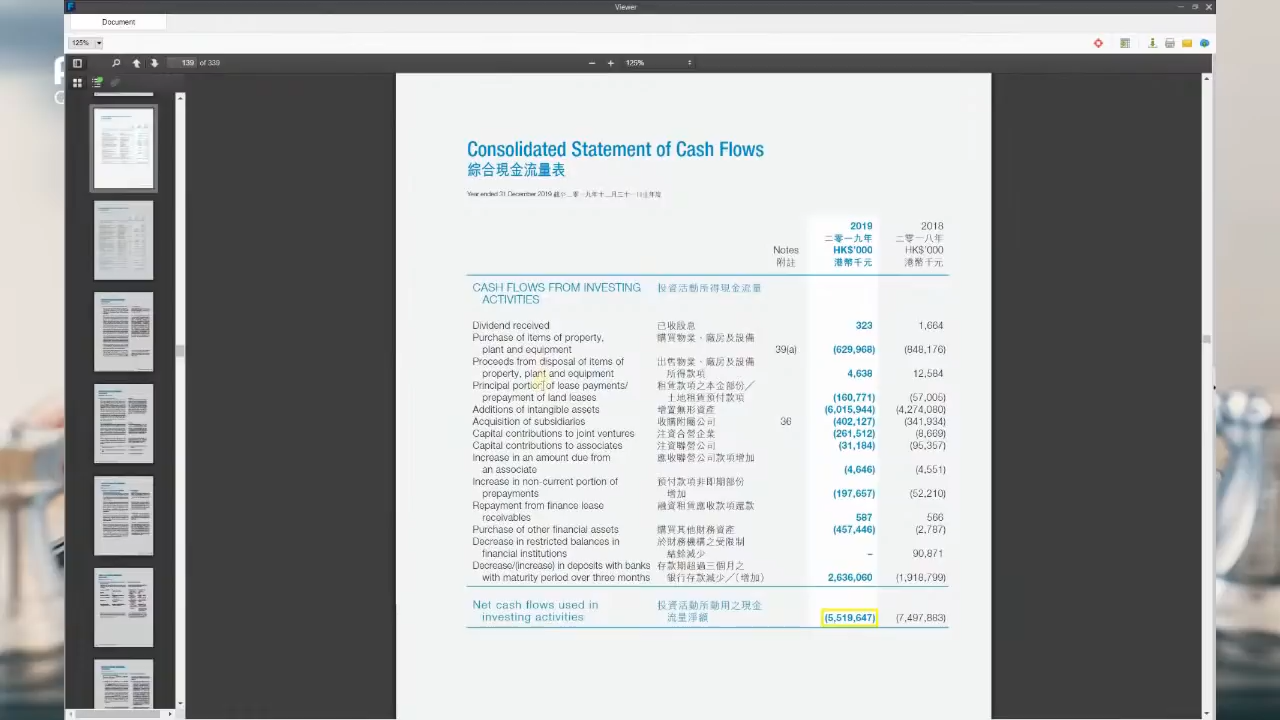 Viewer
Document
125%
139 of 339
125%
Consolidated Statement of Cash Flows
綜合現金流量表
Year ended 31 December 2019 截至二零一九年十二月三十一日止年度
2019 2018
二零一九年 二零一八年
Notes HK$'000 HK$'000
附註 港幣千元 港幣千元
CASH FLOWS FROM INVESTING 投資活動所得現金流量
ACTIVITIES
Dividend received 已收股息 323 1,664
Purchase of items of property, 購買物業、廠房及設備
plant and equipment 39(a) (629,968) (848,176)
Proceeds from disposal of items of 出售物業、廠房及設備
property, plant and equipment 所得款項 4,638 12,584
Principal portion of lease payments/ 租賃款項之本金部份／
prepayment of land leases 土地租賃預付款項 (160,771) (57,005)
Additions of intangible assets 增置無形資產 (6,015,944) (4,274,080)
Acquisition of subsidiaries 收購附屬公司 36 (402,127) (341,934)
Capital contributions to joint ventures 注資合營企業 (261,512)
Capital contributions to associates 注資聯營公司 (31,184)
Increase in an amount due from 應收聯營公司款項增加
an associate (4,646) (4,551)
Increase in non-current portion of 預付款項非即期部份
prepayments 增加 (197,657) (52,210)
Repayment from finance lease 融資租賃應收款項還款
receivables 587
Purchase of other financial assets 購買其他財務資產 (457,446) (2,787)
Decrease in restricted balances in 於財務機構之受限制
financial institutions 結餘減少 – 90,871
Decrease/(increase) in deposits with banks 存款期超過三個月之
with maturity period over three months 銀行存款減少／（增加） 2,636,060 (1,918,799)
Net cash flows used in 投資活動所動用之現金
investing activities 流量淨額 (5,519,647) (7,497,883)